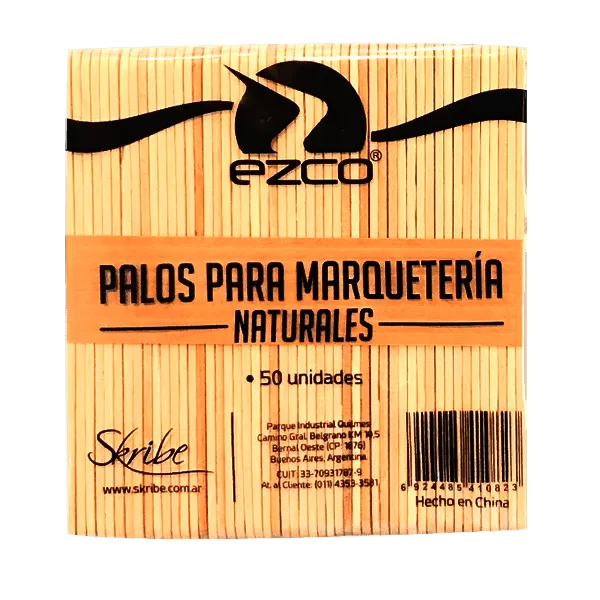 ezco®
PALOS PARA MARQUETERÍA
NATURALES
• 50 unidades
Skribe
www.skribe.com.ar
Parque Industrial Quilmes
Camino Gral. Belgrano KM 10,5
Bernal Oeste (CP: 1876)
Buenos Aires, Argentina.
CUIT: 33-70931787-9
At. al Cliente: (011) 4353-3581
6 924485 410823
Hecho en China